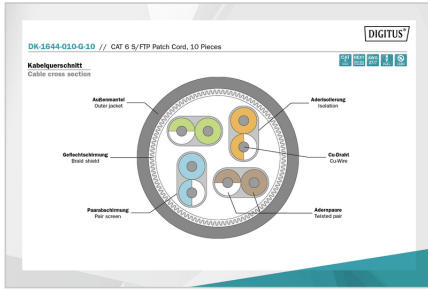 DIGITUS®
DK-1644-010-G-10 // CAT 6 S/FTP Patch Cord, 10 Pieces
Kabelquerschnitt
Cable cross section
Außenmantel
Outer jacket
Aderisolierung
Isolation
Geflechtschirmung
Braid shield
Cu-Draht
Cu-Wire
Paarabschirmung
Pair screen
Adernpaare
Twisted pair